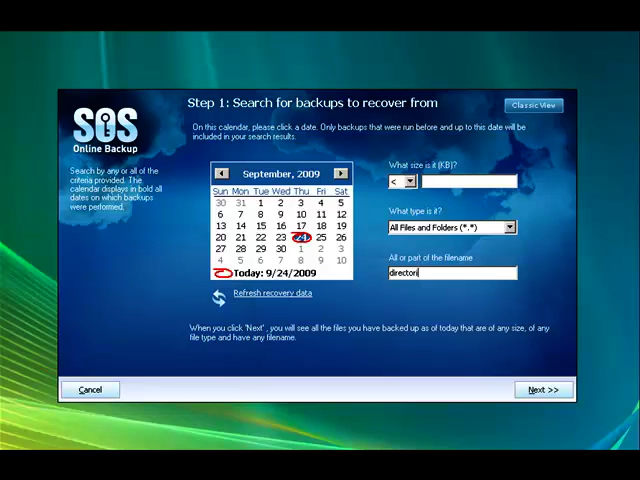 Step 1: Search for backups to recover from
Classic View
On this calendar, please click a date. Only backups that were run before and up to this date will be
included in your search results.
SOS
Online Backup
Search by any or all of the
criteria provided. The
calendar displays in bold all
dates on which backups
were performed.
September, 2009
Sun Mon Tue Wed Thu Fri Sat
30 31 1 2 3 4 5
6 7 8 9 10 11 12
13 14 15 16 17 18 19
20 21 22 23 24 25 26
27 28 29 30 1 2 3
4 5 6 7 8 9 10
Today: 9/24/2009
Refresh recovery data
What size is it (KB)?
<
What type is it?
All Files and Folders (*.*)
All or part of the filename
directori
When you click 'Next' , you will see all the files you have backed up as of today that are of any size, of any
file type and have any filename.
Cancel
Next >>